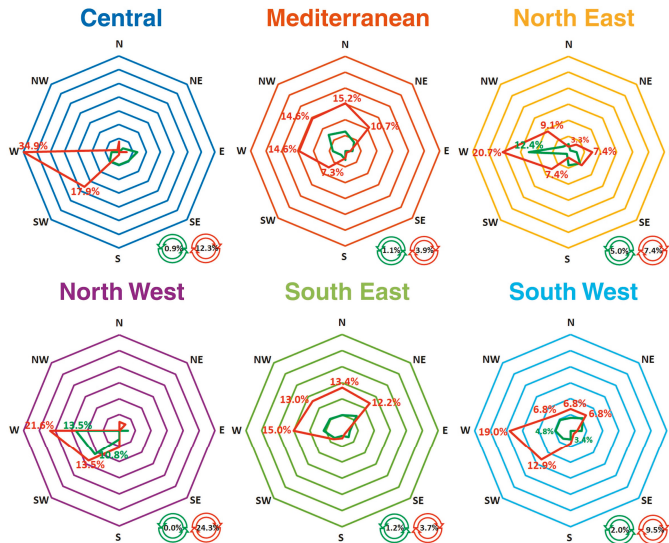 Central
N
NW
NE
34.9%
W
E
17.9%
SW
SE
S
0.9%
12.3%
Mediterranean
N
NW
NE
15.2%
14.6%
10.7%
W
14.6%
E
7.3%
SW
SE
S
1.1%
3.9%
North East
N
NW
NE
9.1%
3.3%
12.4%
W
20.7%
7.4%
E
7.4%
SW
SE
S
5.0%
7.4%
North West
N
NW
NE
21.6%
13.5%
W
E
10.8%
13.5%
SW
SE
S
0.0%
24.3%
South East
N
NW
NE
13.4%
13.0%
12.2%
W
15.0%
E
SW
SE
S
1.2%
3.7%
South West
N
NW
NE
6.8%
6.8%
6.8%
W
19.0%
4.8%
E
3.4%
12.9%
SW
SE
S
2.0%
9.5%